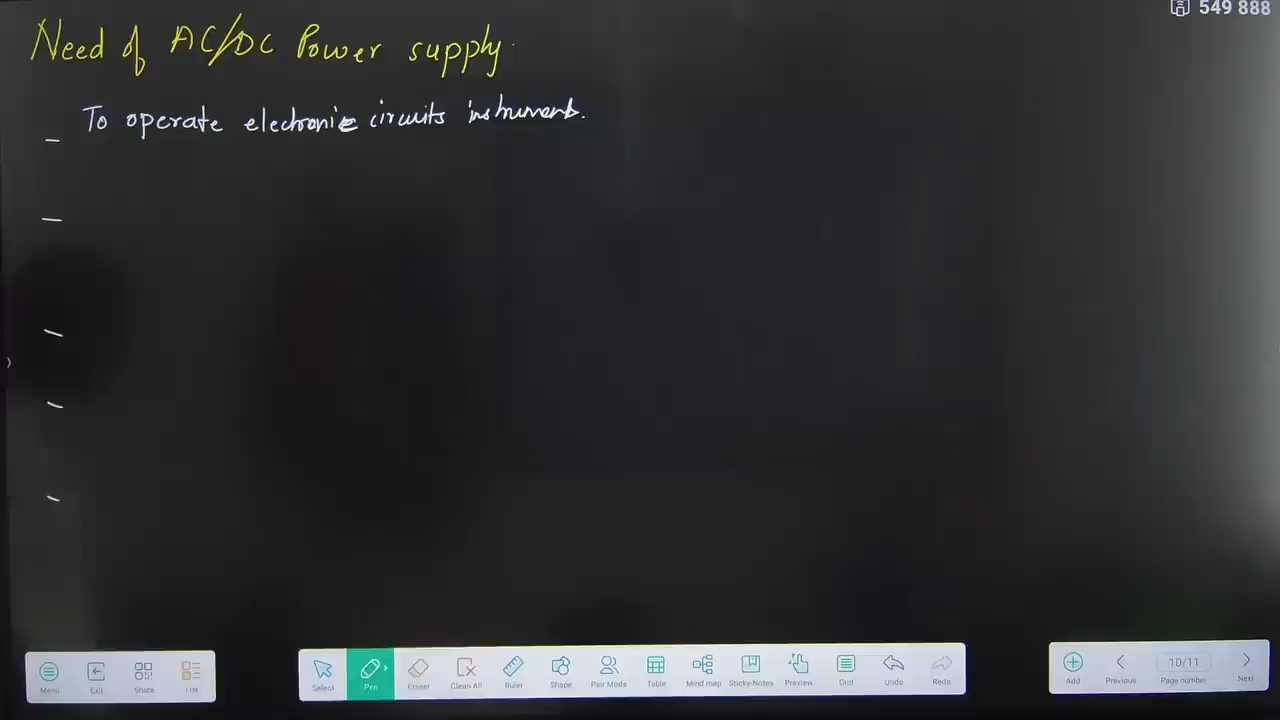 549 888
Need of AC/DC Power supply.
To operate electronic circuits instruments.
Menu
Exit
Share
List
Select
Pen
Eraser
Clean All
Ruler
Shape
Pair Mode
Table
Mind map
Sticky-Notes
Preview
Grid
Undo
Redo
Add
Previous
10/11
Page number
Next